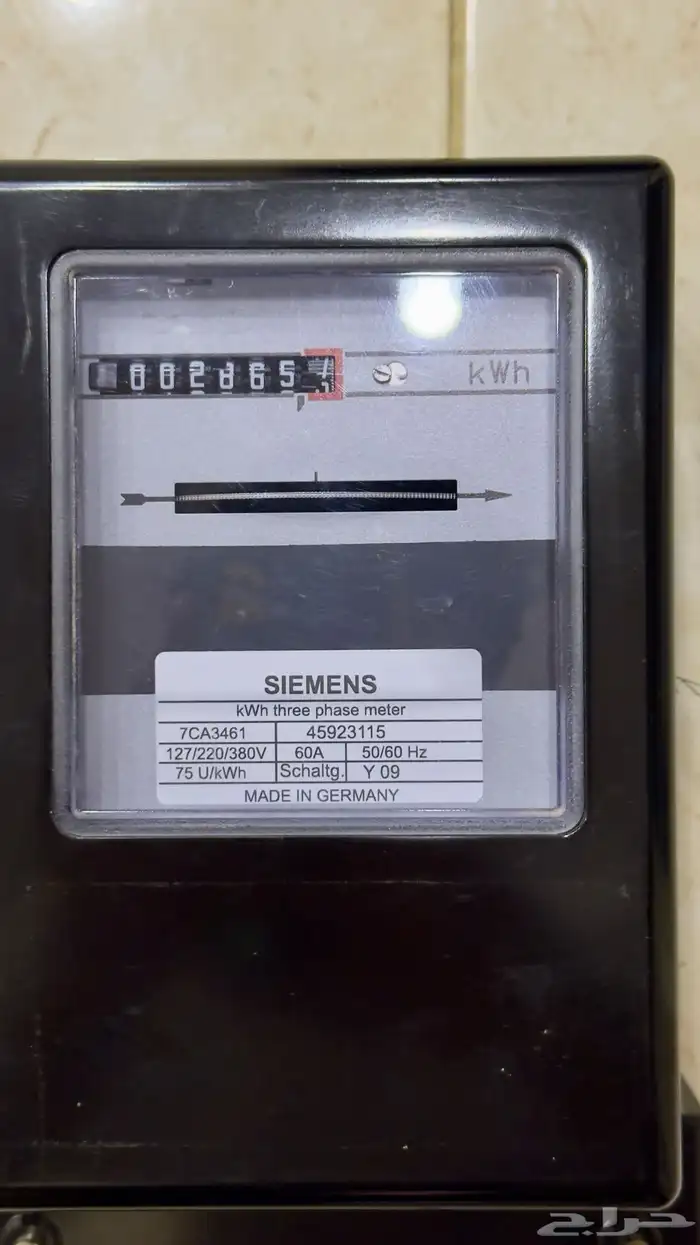 kWh
SIEMENS
kWh three phase meter
7CA3461 45923115
127/220/380V 60A 50/60 Hz
75 U/kWh Schaltg. Y 09
MADE IN GERMANY
حراج